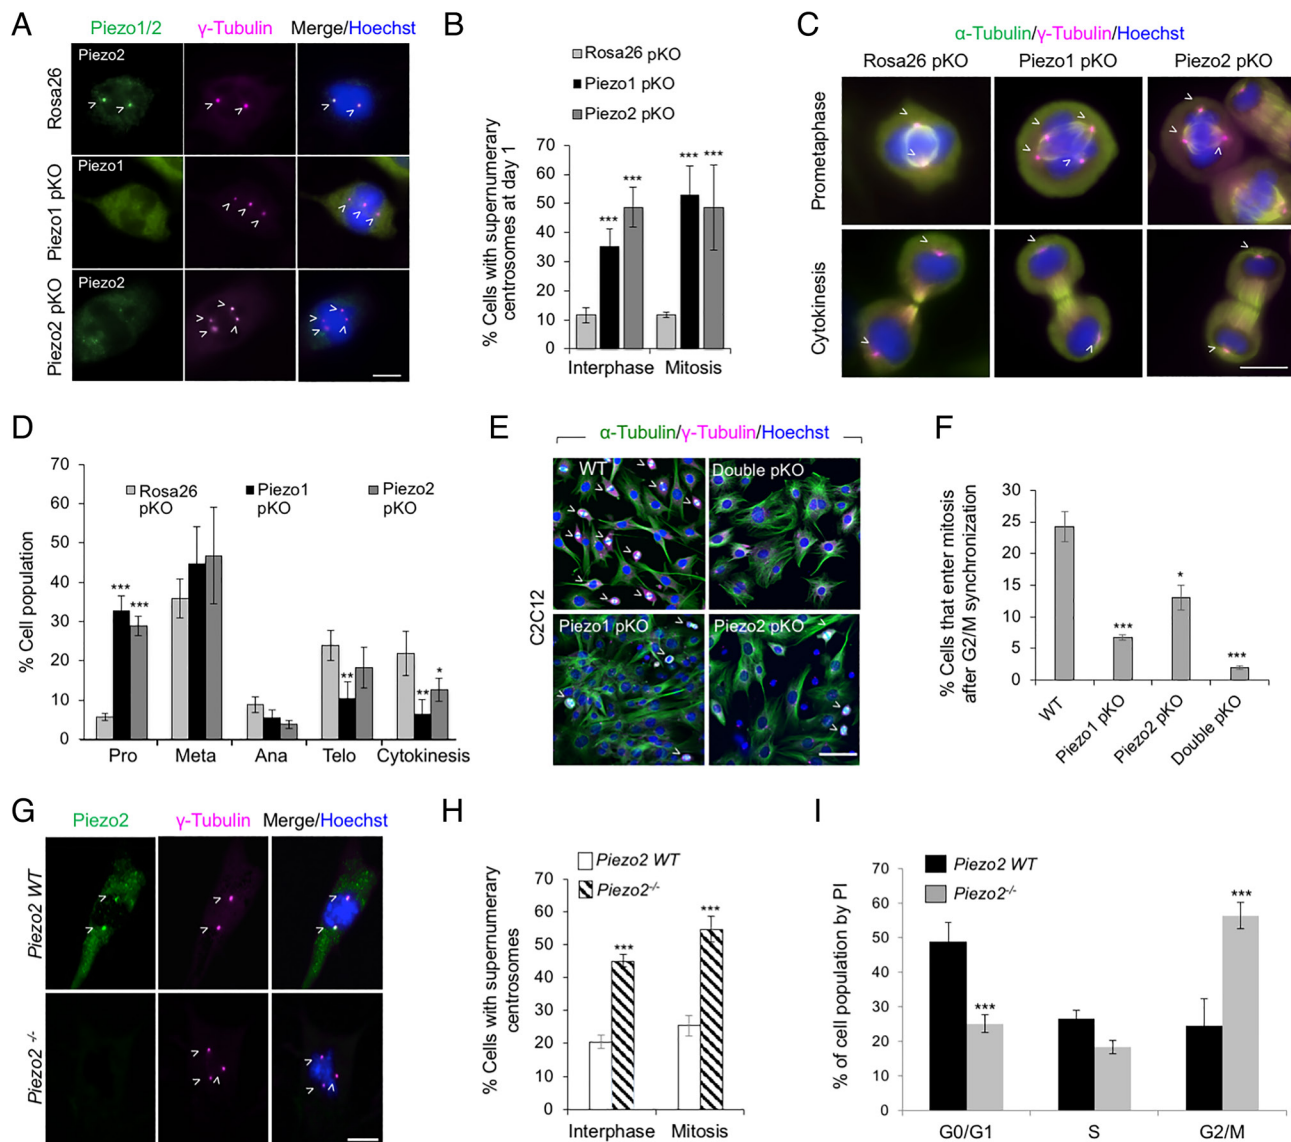 A
Piezo1/2
γ-Tubulin
Merge/Hoechst
Rosa26
Piezo2
Piezo1 pKO
Piezo1
Piezo2 pKO
Piezo2
B
Rosa26 pKO
Piezo1 pKO
Piezo2 pKO
% Cells with supernumerary
centrosomes at day 1
70
60
50
40
30
20
10
0
***
***
***
***
Interphase
Mitosis
C
α-Tubulin/γ-Tubulin/Hoechst
Rosa26 pKO
Piezo1 pKO
Piezo2 pKO
Prometaphase
Cytokinesis
D
% Cell population
70
60
50
40
30
20
10
0
Rosa26
pKO
Piezo1
pKO
Piezo2
pKO
***
***
**
**
*
Pro
Meta
Ana
Telo
Cytokinesis
E
α-Tubulin/γ-Tubulin/Hoechst
C2C12
WT
Double pKO
Piezo1 pKO
Piezo2 pKO
F
% Cells that enter mitosis
after G2/M synchronization
30
25
20
15
10
5
0
***
*
***
WT
Piezo1 pKO
Piezo2 pKO
Double pKO
G
Piezo2
γ-Tubulin
Merge/Hoechst
Piezo2 WT
Piezo2 -/-
H
Piezo2 WT
Piezo2-/-
% Cells with supernumerary
centrosomes
70
60
50
40
30
20
10
0
***
***
Interphase
Mitosis
I
Piezo2 WT
Piezo2-/-
% of cell population by PI
70
60
50
40
30
20
10
0
***
***
G0/G1
S
G2/M